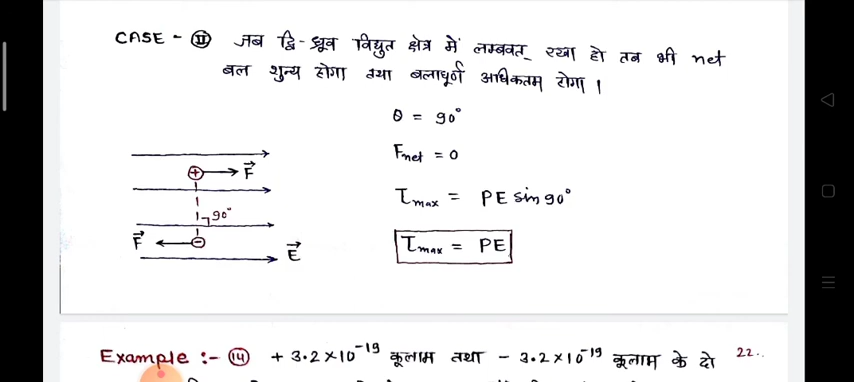 CASE - II जब द्वि-ध्रुव विद्युत क्षेत्र में लम्बवत् रखा हो तब भी net
बल शून्य होगा तथा बलाघूर्ण अधिकतम होगा ।
θ = 90°
Fnet = 0
τmax = PE sin 90°
τmax = PE
+ F→
90°
F→ -
E→
Example :- 14 +3.2×10⁻¹⁹ कूलाम तथा -3.2×10⁻¹⁹ कूलाम के दो 22..